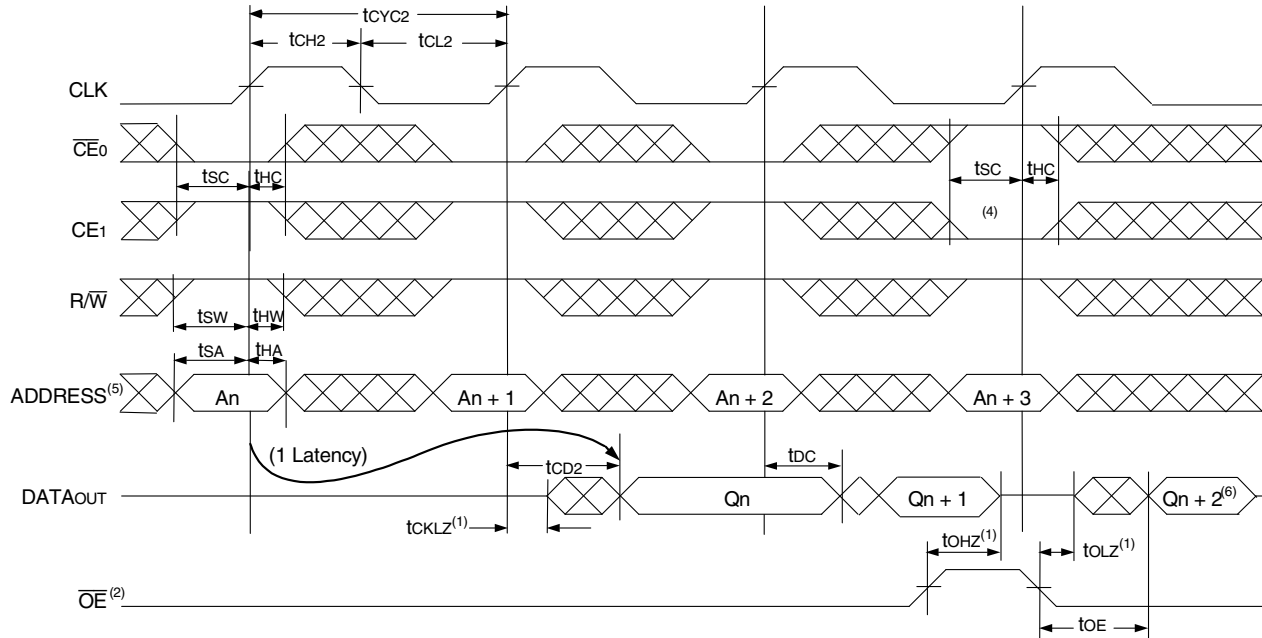 tCYC2
tCH2 tCL2
CLK
CE0
tSC tHC tSC tHC
(4)
CE1
R/W
tSW tHW
tSA tHA
ADDRESS(5) An An + 1 An + 2 An + 3
(1 Latency) tCD2 tDC
DATAOUT Qn Qn + 1 Qn + 2(6)
tCKLZ(1)
tOHZ(1) tOLZ(1)
OE(2)
tOE